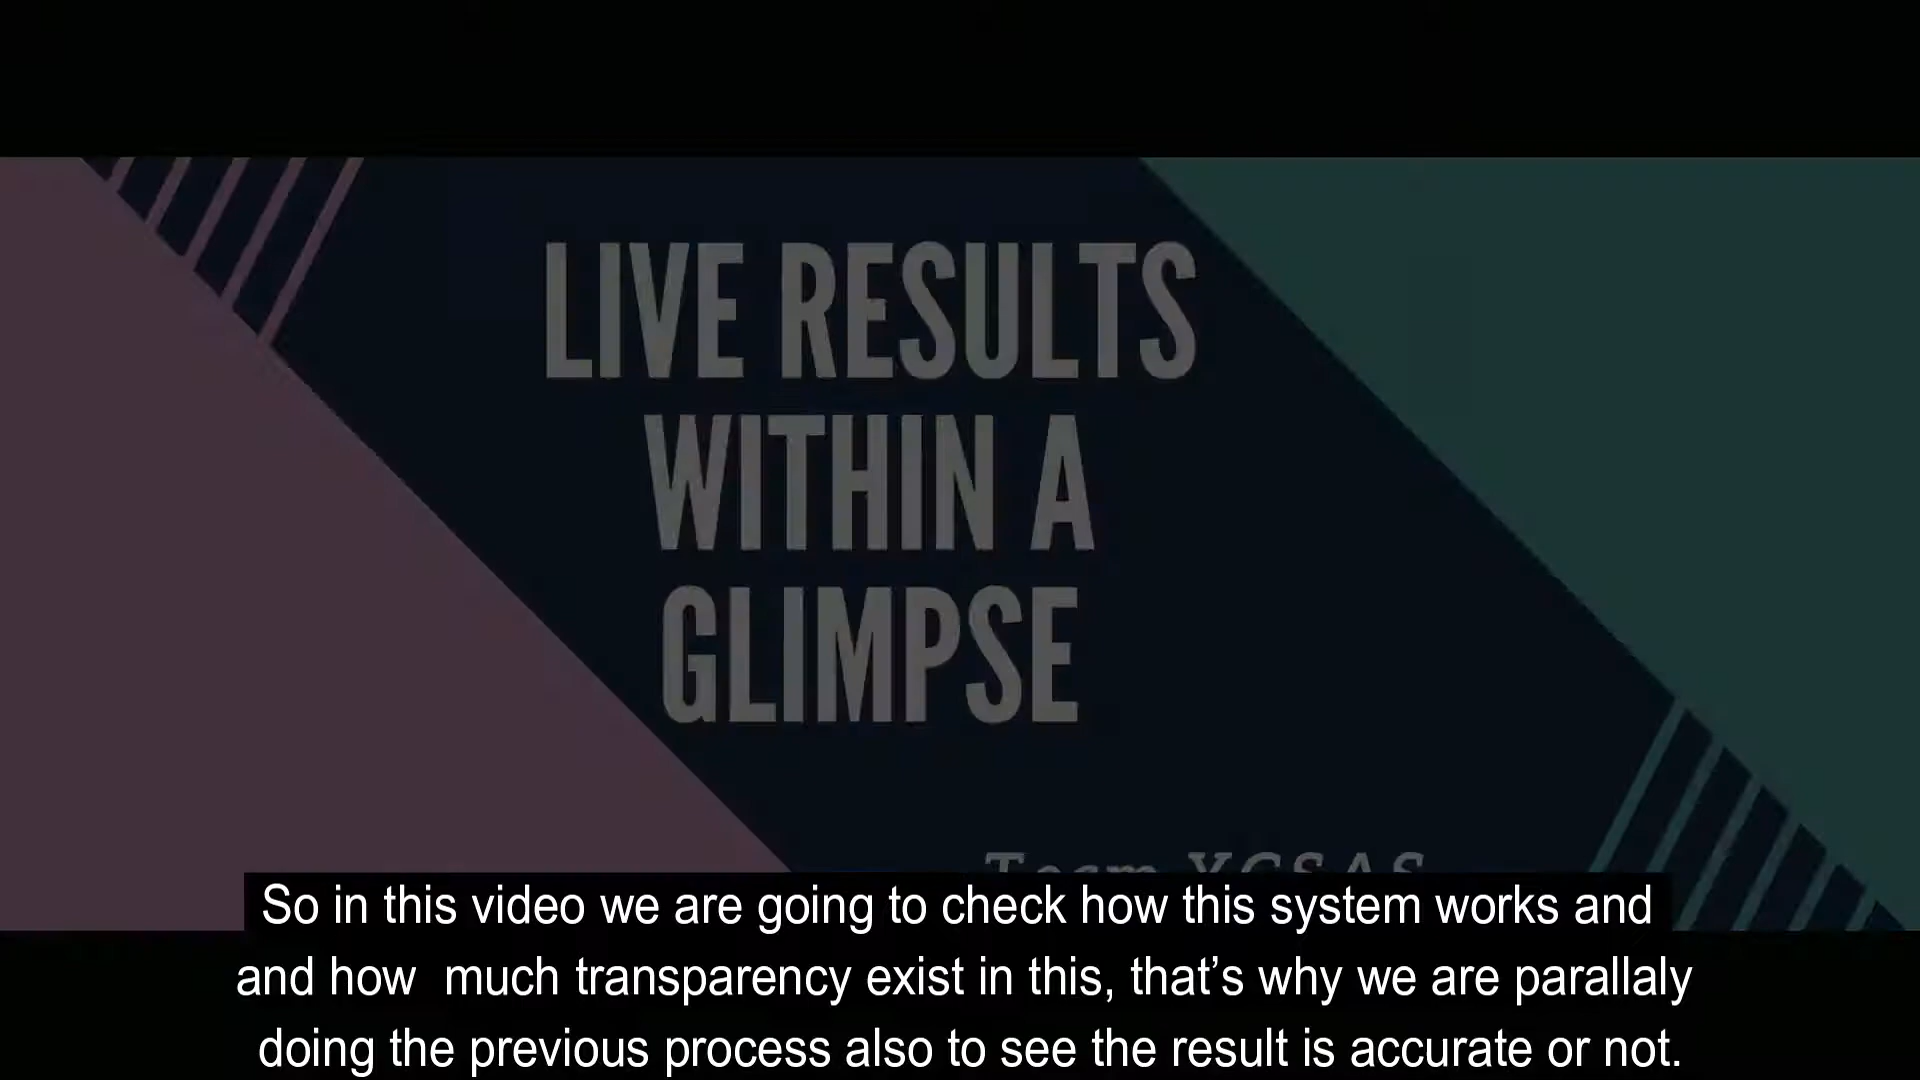 LIVE RESULTS
WITHIN A
GLIMPSE
Team YCSAS
So in this video we are going to check how this system works and
and how  much transparency exist in this, that’s why we are parallaly
doing the previous process also to see the result is accurate or not.